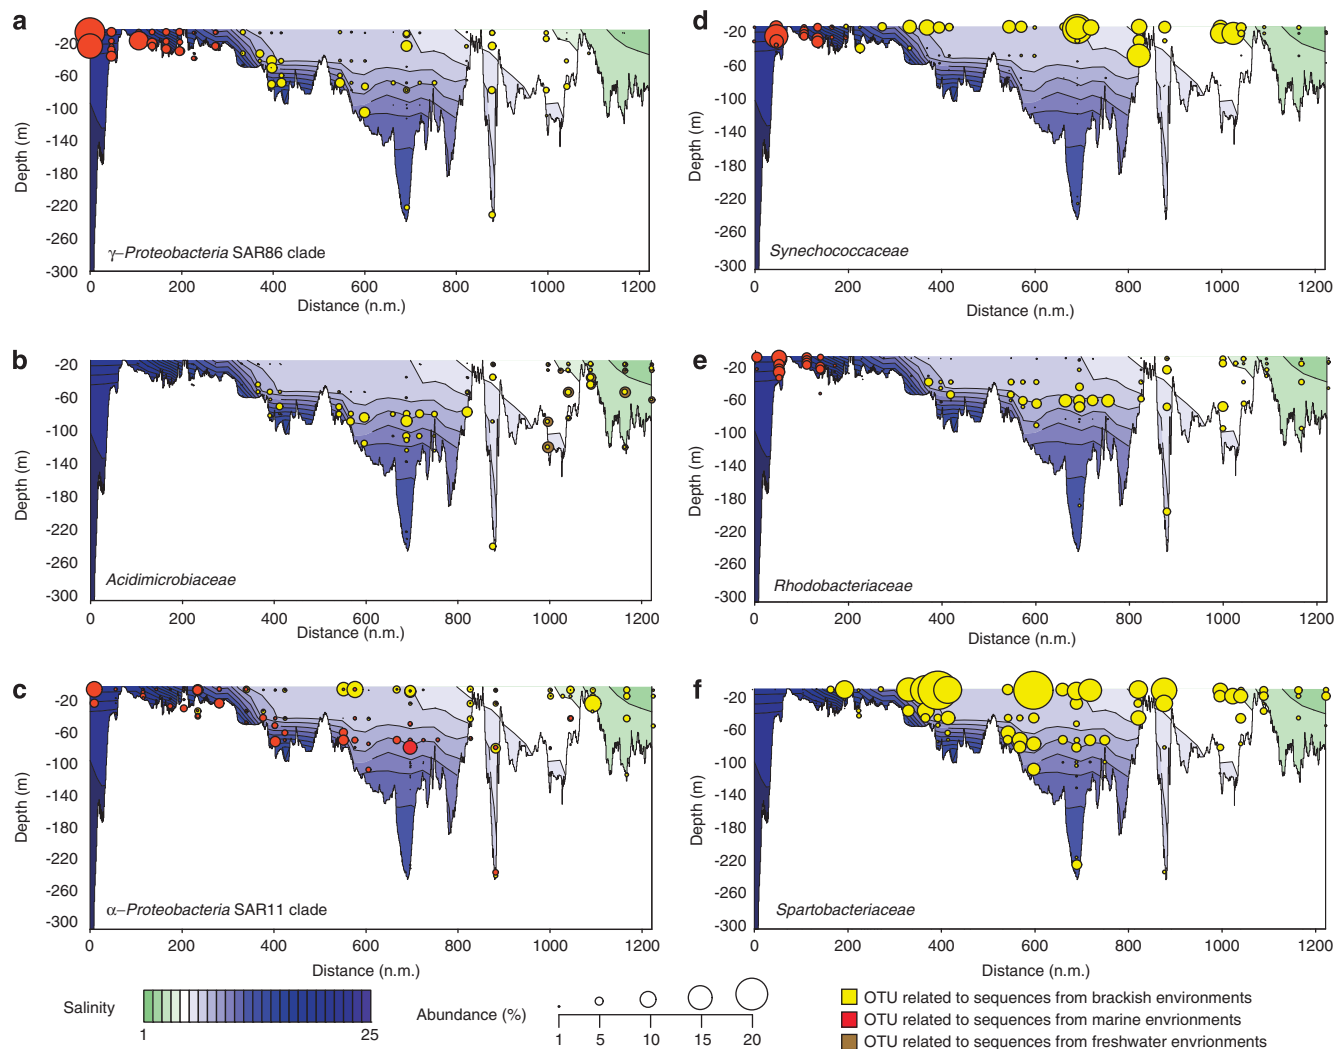 a
-20
-60
-100
-140
-180
-220
-260
-300
Depth (m)
γ–Proteobacteria SAR86 clade
0 200 400 600 800 1000 1200
Distance (n.m.)
b
-20
-60
-100
-140
-180
-220
-260
-300
Depth (m)
Acidimicrobiaceae
0 200 400 600 800 1000 1200
Distance (n.m.)
c
-20
-60
-100
-140
-180
-220
-260
-300
Depth (m)
α–Proteobacteria SAR11 clade
0 200 400 600 800 1000 1200
Distance (n.m.)
d
-20
-60
-100
-140
-180
-220
-260
-300
Depth (m)
Synechococcaceae
0 200 400 600 800 1000 1200
Distance (n.m.)
e
-20
-60
-100
-140
-180
-220
-260
-300
Depth (m)
Rhodobacteriaceae
0 200 400 600 800 1000 1200
Distance (n.m.)
f
-20
-60
-100
-140
-180
-220
-260
-300
Depth (m)
Spartobacteriaceae
0 200 400 600 800 1000 1200
Distance (n.m.)
Salinity
1 25
Abundance (%)
1 5 10 15 20
OTU related to sequences from brackish environments
OTU related to sequences from marine envrionments
OTU related to sequences from freshwater envrionments